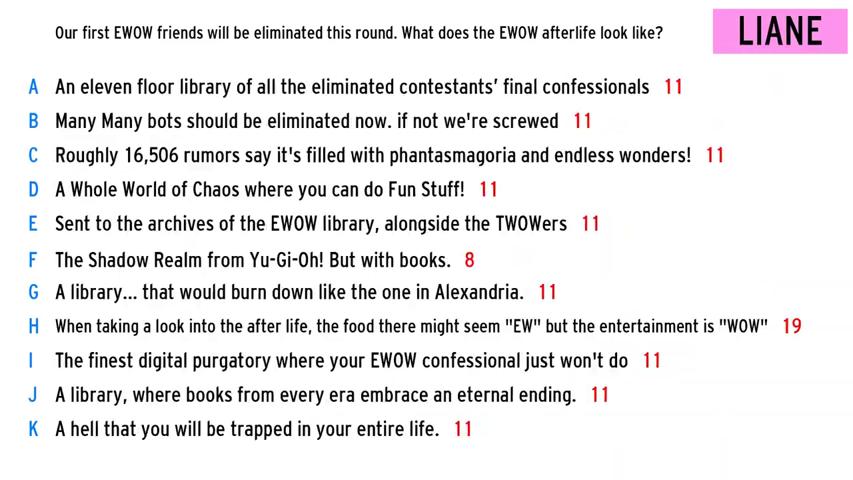 Our first EWOW friends will be eliminated this round. What does the EWOW afterlife look like?
LIANE
A An eleven floor library of all the eliminated contestants’ final confessionals 11
B Many Many bots should be eliminated now. if not we're screwed 11
C Roughly 16,506 rumors say it's filled with phantasmagoria and endless wonders! 11
D A Whole World of Chaos where you can do Fun Stuff! 11
E Sent to the archives of the EWOW library, alongside the TWOWers 11
F The Shadow Realm from Yu-Gi-Oh! But with books. 8
G A library... that would burn down like the one in Alexandria. 11
H When taking a look into the after life, the food there might seem "EW" but the entertainment is "WOW" 19
I The finest digital purgatory where your EWOW confessional just won't do 11
J A library, where books from every era embrace an eternal ending. 11
K A hell that you will be trapped in your entire life. 11